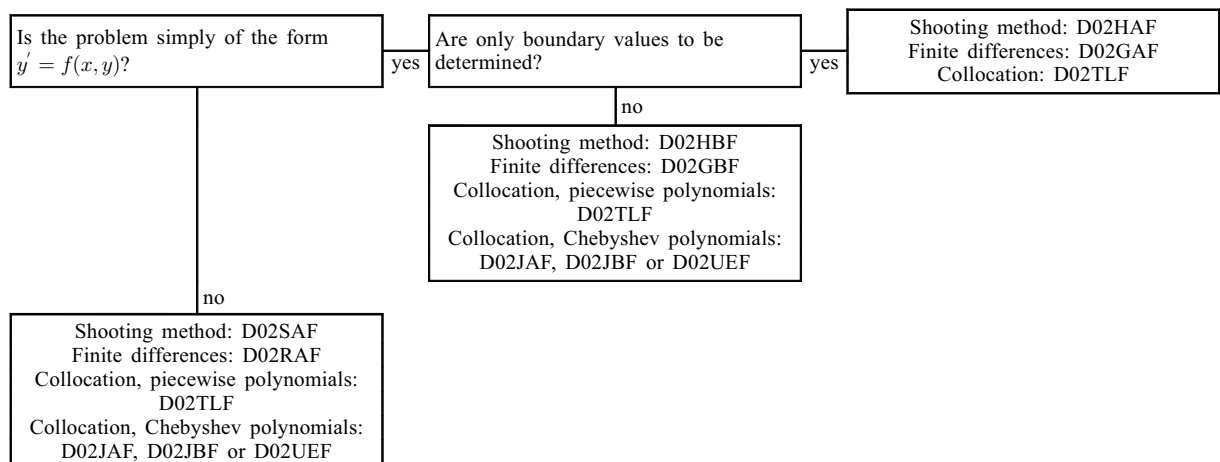 Is the problem simply of the form
y′ = f(x, y)?
yes
Are only boundary values to be
determined?
yes
Shooting method: D02HAF
Finite differences: D02GAF
Collocation: D02TLF
no
Shooting method: D02HBF
Finite differences: D02GBF
Collocation, piecewise polynomials:
D02TLF
Collocation, Chebyshev polynomials:
D02JAF, D02JBF or D02UEF
no
Shooting method: D02SAF
Finite differences: D02RAF
Collocation, piecewise polynomials:
D02TLF
Collocation, Chebyshev polynomials:
D02JAF, D02JBF or D02UEF